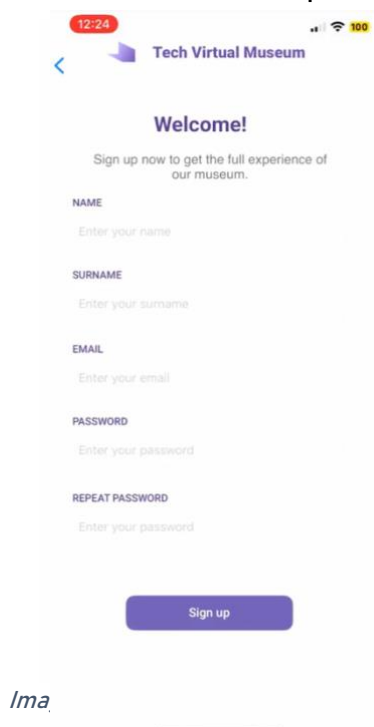 12:24
100
Tech Virtual Museum
Welcome!
Sign up now to get the full experience of
our museum.
NAME
Enter your name
SURNAME
Enter your surname
EMAIL
Enter your email
PASSWORD
Enter your password
REPEAT PASSWORD
Enter your password
Sign up